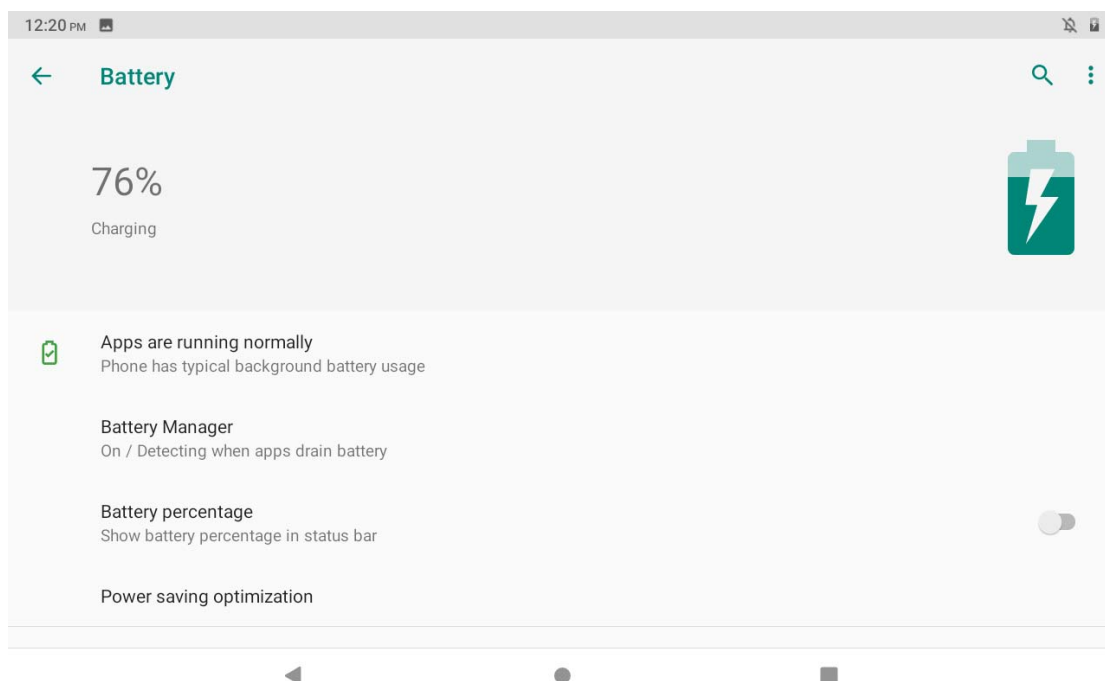 12:20 PM
Battery
76%
Charging
Apps are running normally
Phone has typical background battery usage
Battery Manager
On / Detecting when apps drain battery
Battery percentage
Show battery percentage in status bar
Power saving optimization